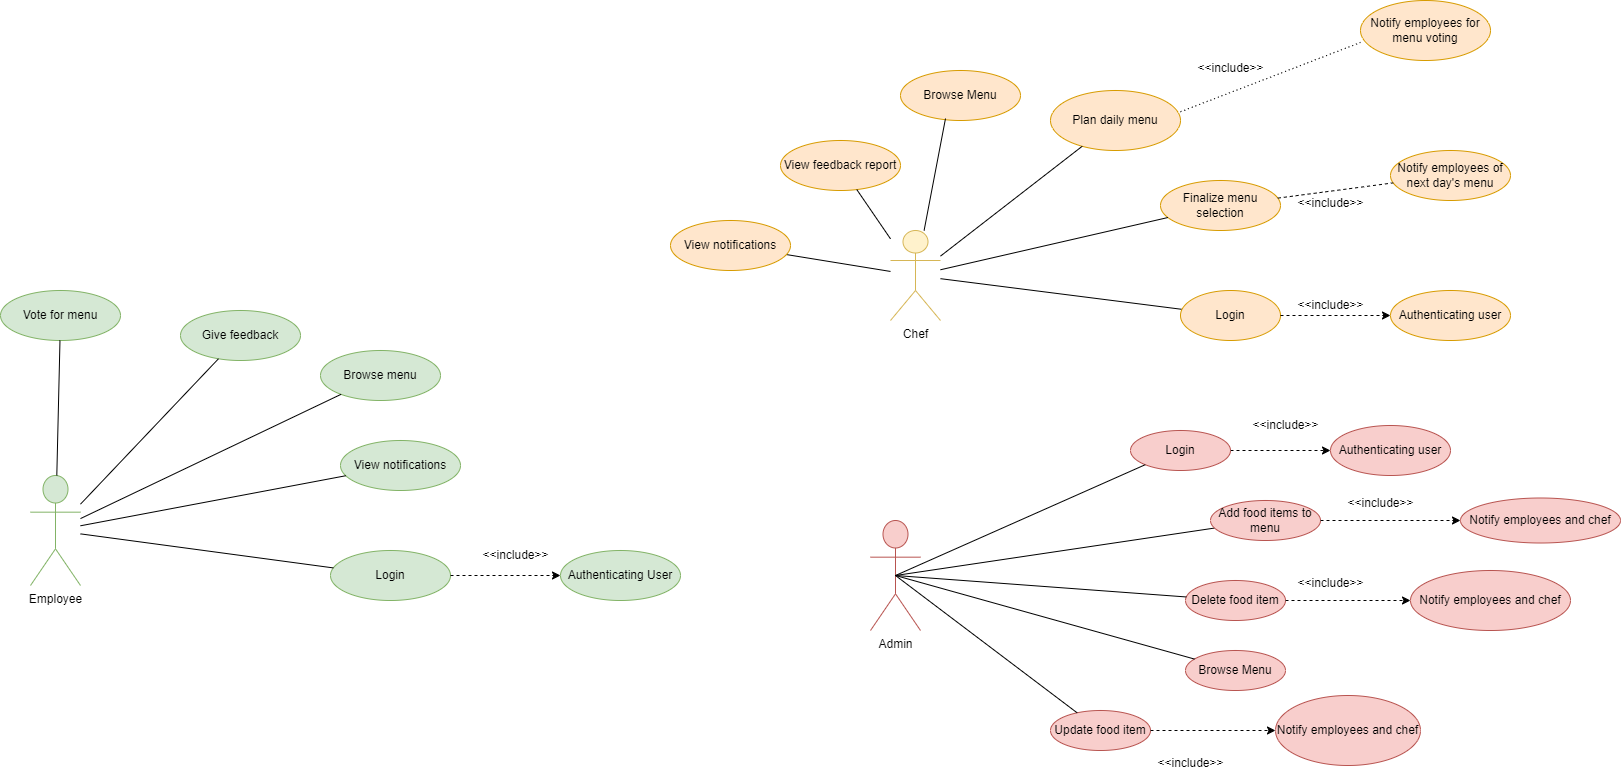 Notify employees for
menu voting
<<include>>
Browse Menu
Plan daily menu
View feedback report
Notify employees of
next day's menu
Finalize menu
selection
<<include>>
View notifications
<<include>>
Login
Authenticating user
Chef
Vote for menu
Give feedback
Browse menu
View notifications
<<include>>
Login
Authenticating User
Employee
<<include>>
Login
Authenticating user
<<include>>
Add food items to
menu
Notify employees and chef
<<include>>
Delete food item
Notify employees and chef
Admin
Browse Menu
Update food item
Notify employees and chef
<<include>>